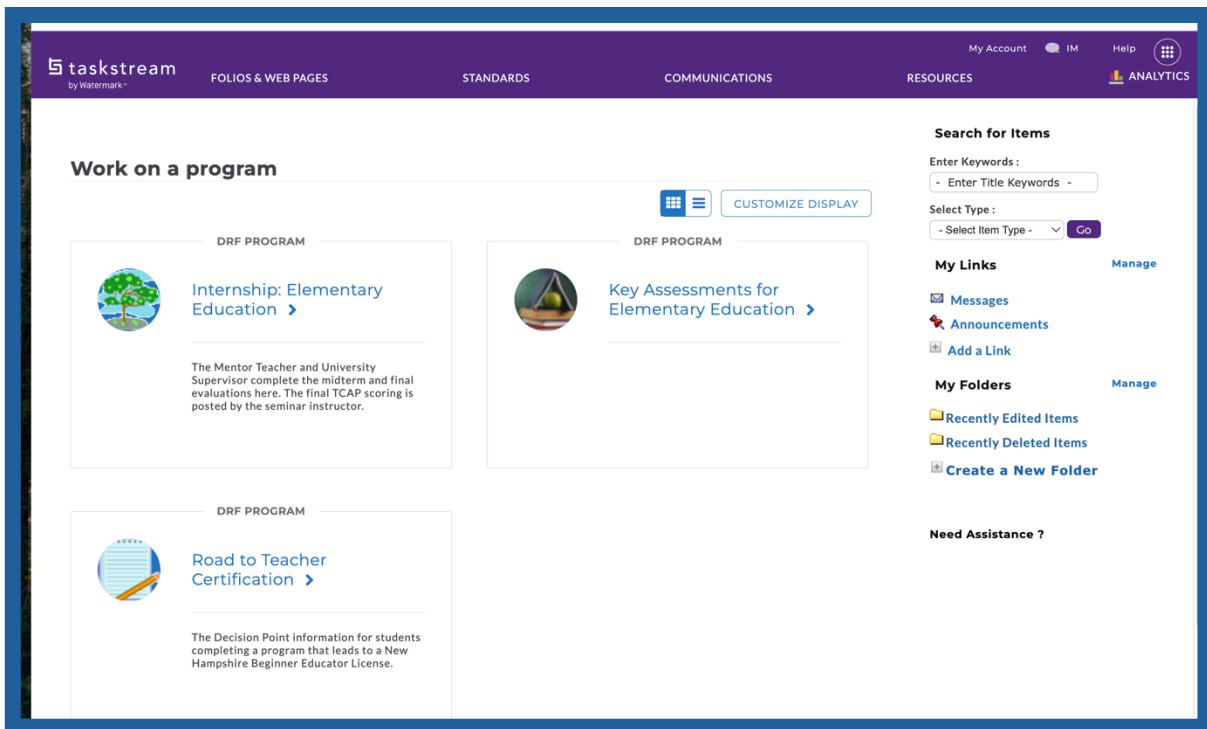 My Account IM Help
taskstream
by Watermark™
FOLIOS & WEB PAGES STANDARDS COMMUNICATIONS RESOURCES ANALYTICS
Work on a program
CUSTOMIZE DISPLAY
DRF PROGRAM
Internship: Elementary
Education
The Mentor Teacher and University
Supervisor complete the midterm and final
evaluations here. The final TCAP scoring is
posted by the seminar instructor.
DRF PROGRAM
Key Assessments for
Elementary Education
DRF PROGRAM
Road to Teacher
Certification
The Decision Point information for students
completing a program that leads to a New
Hampshire Beginner Educator License.
Search for Items
Enter Keywords :
- Enter Title Keywords -
Select Type :
- Select Item Type - Go
My Links Manage
Messages
Announcements
Add a Link
My Folders Manage
Recently Edited Items
Recently Deleted Items
Create a New Folder
Need Assistance ?